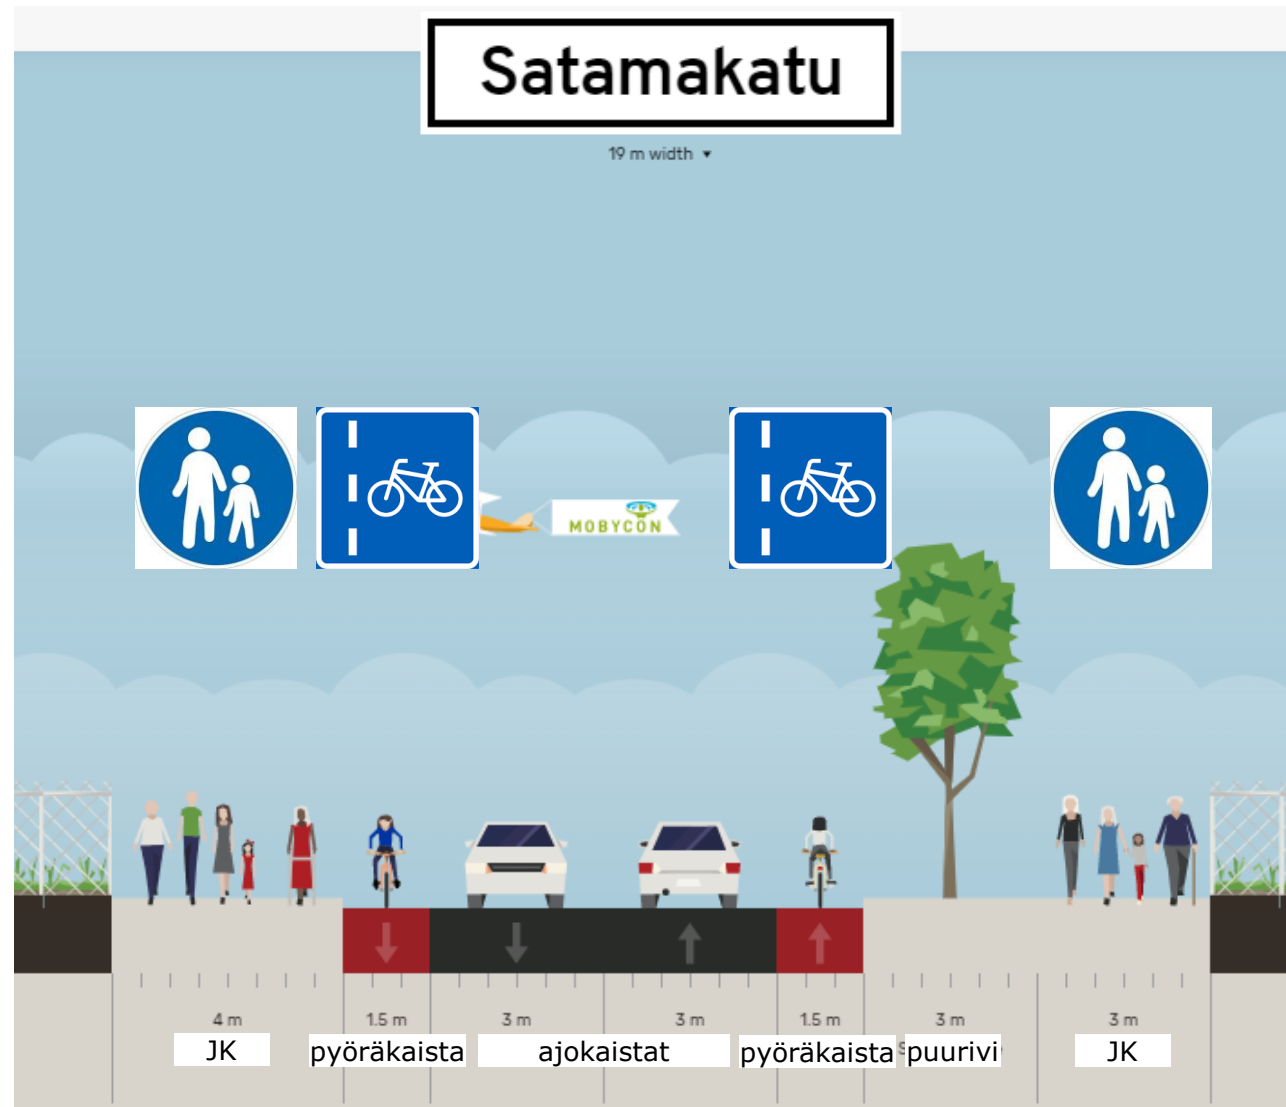 Satamakatu
19 m width
MOBYCON
4 m
1.5 m
3 m
3 m
1.5 m
3 m
3 m
JK
pyöräkaista
ajokaistat
pyöräkaista
puurivi
JK